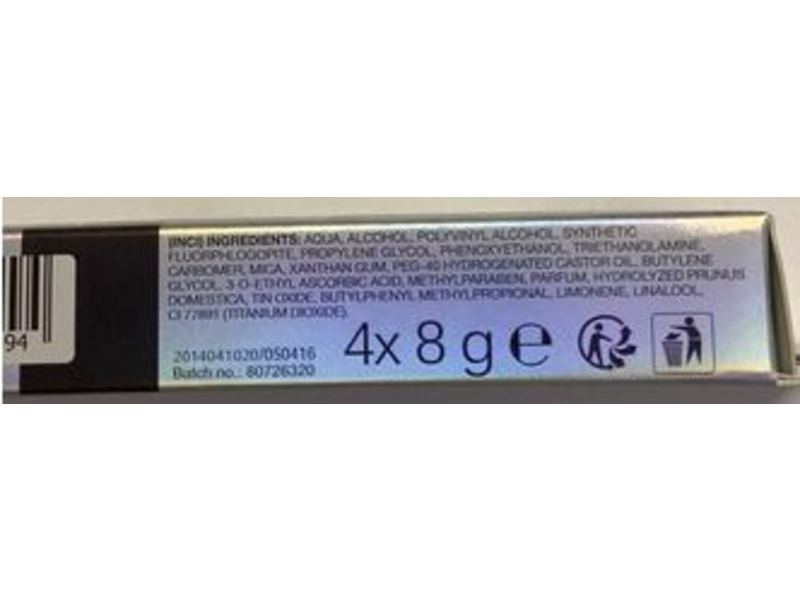 (INCI) INGREDIENTS: AQUA, ALCOHOL, POLYVINYL ALCOHOL, SYNTHETIC
FLUORPHLOGOPITE, PROPYLENE GLYCOL, PHENOXYETHANOL, TRIETHANOLAMINE,
CARBOMER, MICA, XANTHAN GUM, PEG-40 HYDROGENATED CASTOR OIL, BUTYLENE
GLYCOL, 3-O-ETHYL ASCORBIC ACID, METHYLPARABEN, PARFUM, HYDROLYZED PRUNUS
DOMESTICA, TIN OXIDE, BUTYLPHENYL METHYLPROPIONAL, LIMONENE, LINALOOL,
CI 77891 (TITANIUM DIOXIDE).
94
2014041020/050416
Batch no.: 80726320
4x 8 g e